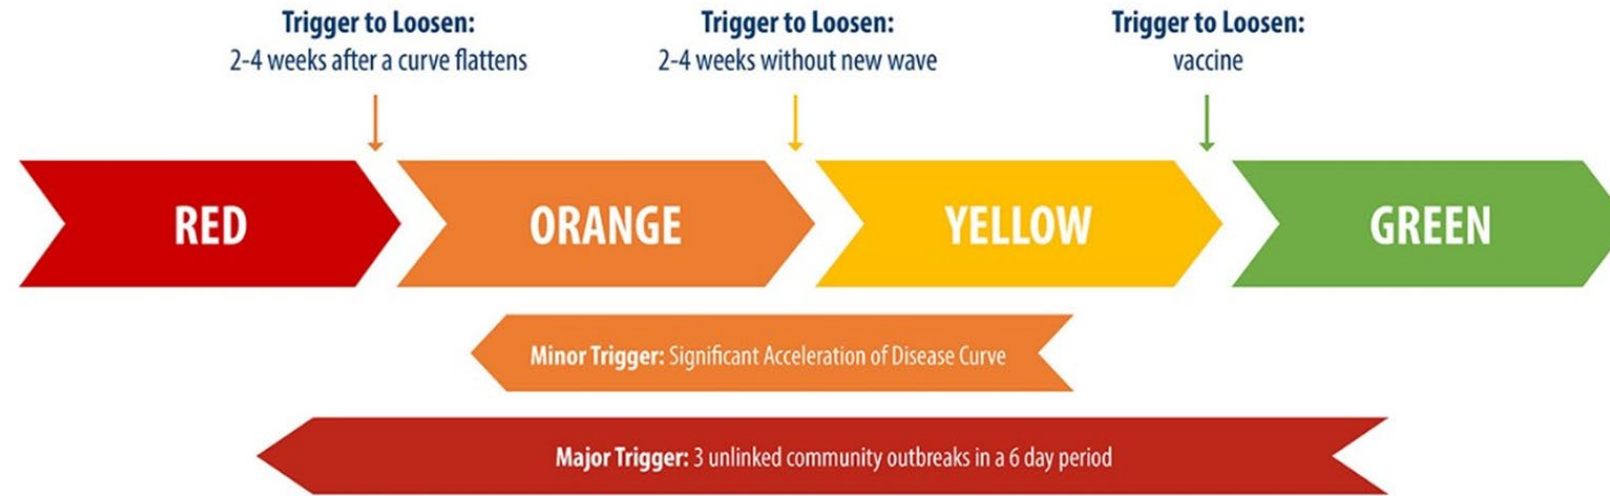 Trigger to Loosen:
2-4 weeks after a curve flattens
Trigger to Loosen:
2-4 weeks without new wave
Trigger to Loosen:
vaccine
RED
ORANGE
YELLOW
GREEN
Minor Trigger: Significant Acceleration of Disease Curve
Major Trigger: 3 unlinked community outbreaks in a 6 day period